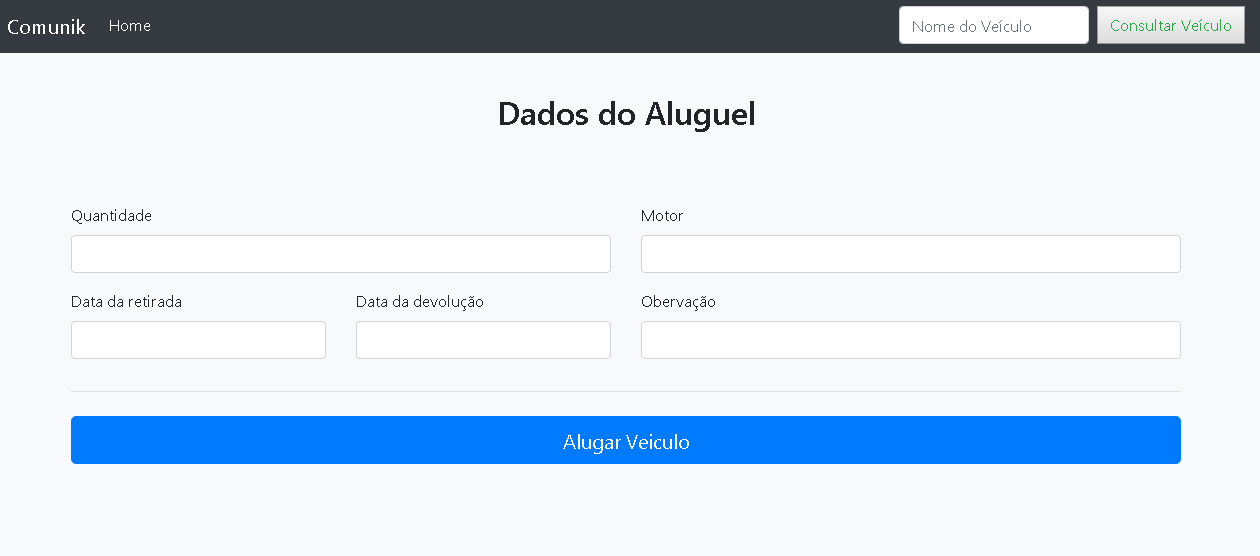 Comunik Home Nome do Veículo Consultar Veículo
Dados do Aluguel
Quantidade Motor
Data da retirada Data da devolução Obervação
Alugar Veiculo